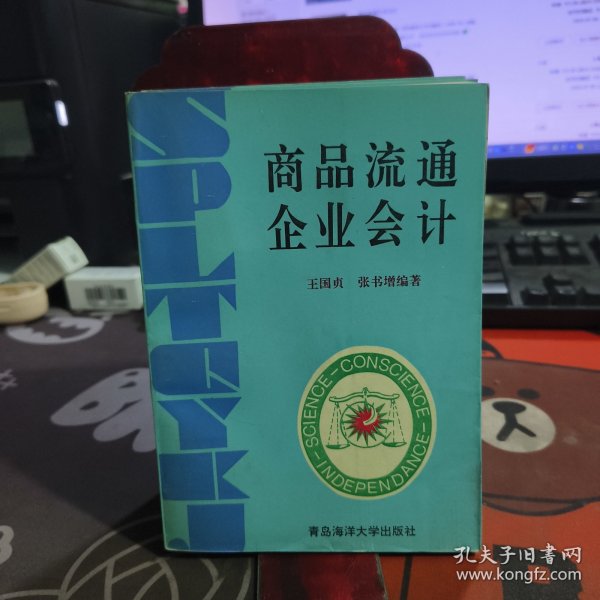 商品流通
企业会计
王国贞 张书增编著
SCIENCE-CONSCIENCE-INDEPENDANCE-
青岛海洋大学出版社
SPLTQYKJ.
孔夫子旧书网
www.kongfz.com